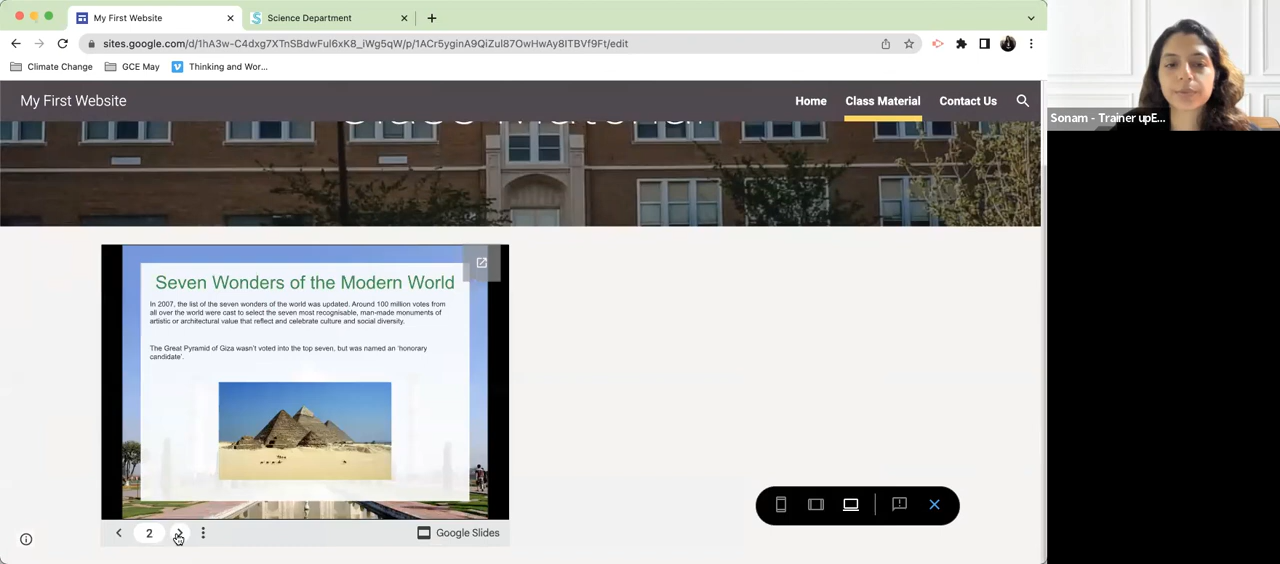 My First Website
Science Department
sites.google.com/d/1hA3w-C4dxg7XTnSBdwFul6xK8_iWg5qW/p/1ACr5yginA9QiZul87OwHwAy8ITBVf9Ft/edit
Climate Change
GCE May
Thinking and Wor...
My First Website
Home
Class Material
Contact Us
Sonam - Trainer upE...
Seven Wonders of the Modern World
In 2007, the list of the seven wonders of the world was updated. Around 100 million votes from
all over the world were cast to select the seven most recognisable, man-made monuments of
artistic or architectural value that reflect and celebrate culture and social diversity.
The Great Pyramid of Giza wasn't voted into the top seven, but was named an 'honorary
candidate'.
2
Google Slides